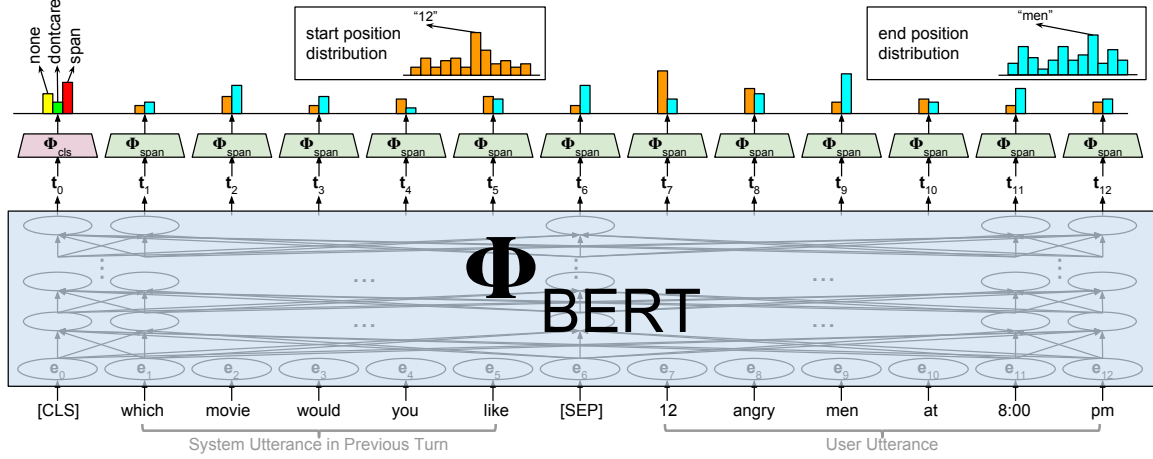 none
dontcare
span
start position
distribution
“12”
end position
distribution
“men”
Φcls Φspan Φspan Φspan Φspan Φspan Φspan Φspan Φspan Φspan Φspan Φspan Φspan
t0 t1 t2 t3 t4 t5 t6 t7 t8 t9 t10 t11 t12
ΦBERT
e0 e1 e2 e3 e4 e5 e6 e7 e8 e9 e10 e11 e12
[CLS] which movie would you like [SEP] 12 angry men at 8:00 pm
System Utterance in Previous Turn User Utterance